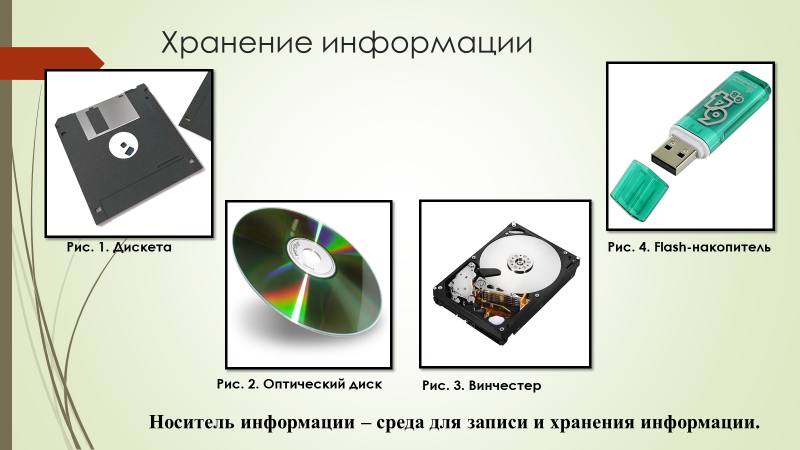 Хранение информации
64
Рис. 1. Дискета
Рис. 4. Flash-накопитель
Рис. 2. Оптический диск
Рис. 3. Винчестер
Носитель информации – среда для записи и хранения информации.